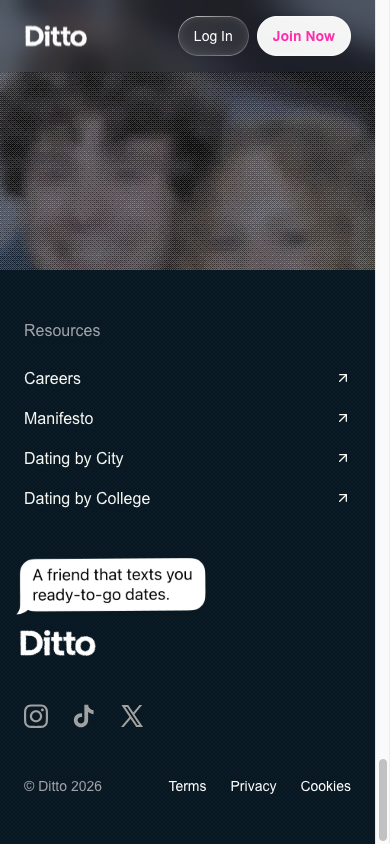 Ditto
Log In
Join Now
Resources
Careers
Manifesto
Dating by City
Dating by College
A friend that texts you
ready-to-go dates.
Ditto
© Ditto 2026
Terms
Privacy
Cookies